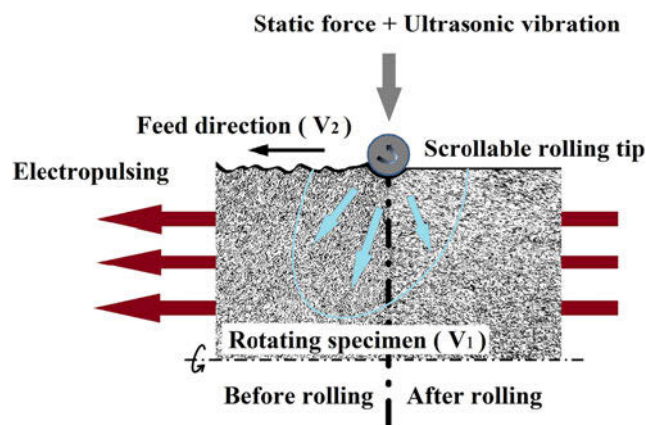 Static force + Ultrasonic vibration
Feed direction ( V2 )
Scrollable rolling tip
Electropulsing
Rotating specimen ( V1 )
Before rolling
After rolling